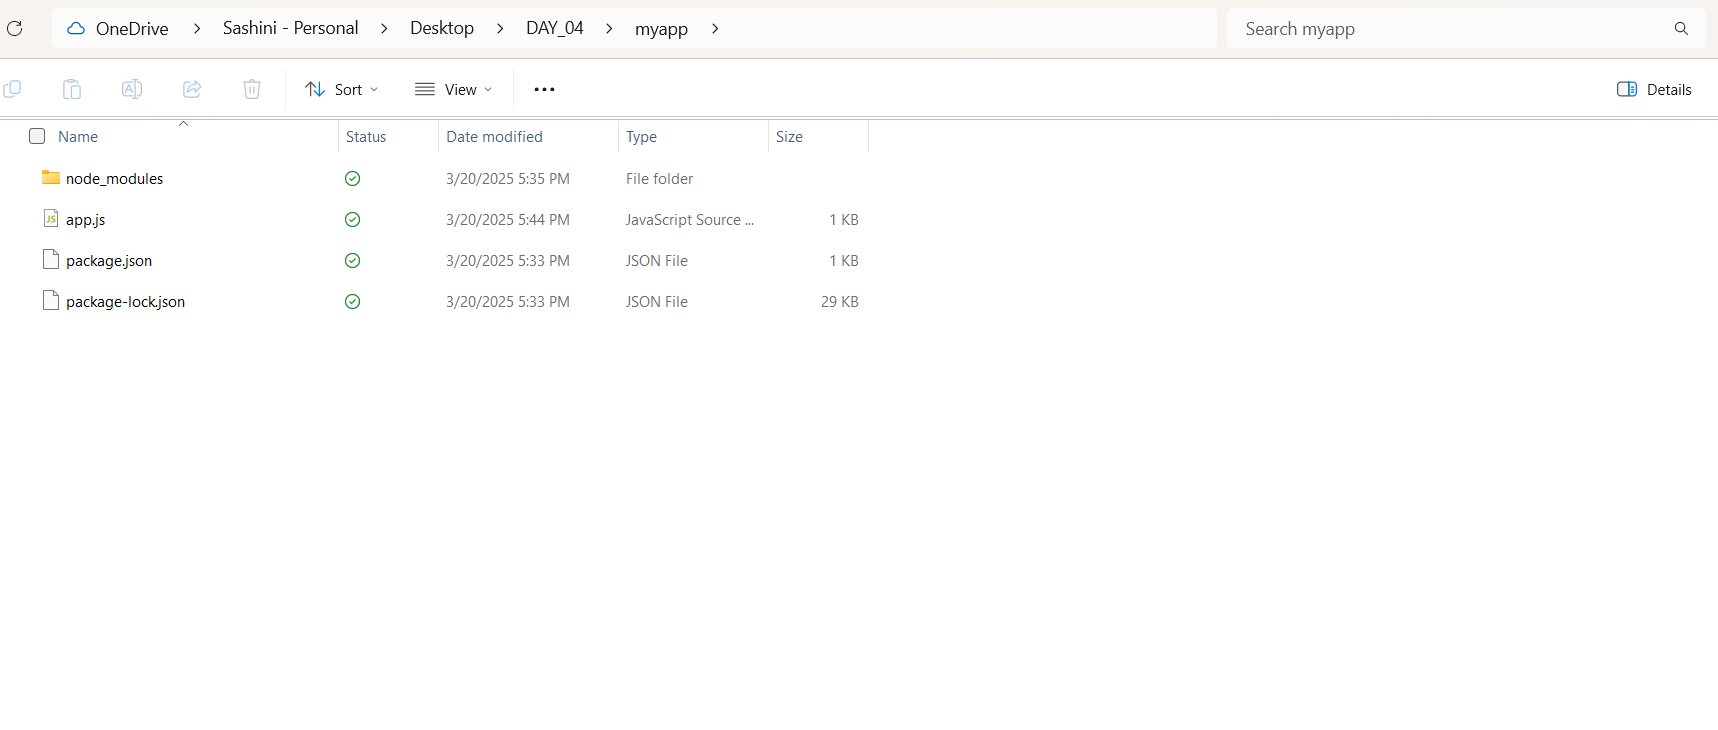 OneDrive > Sashini - Personal > Desktop > DAY_04 > myapp > Search myapp
Sort View ... Details
Name Status Date modified Type Size
node_modules 3/20/2025 5:35 PM File folder
app.js 3/20/2025 5:44 PM JavaScript Source ... 1 KB
package.json 3/20/2025 5:33 PM JSON File 1 KB
package-lock.json 3/20/2025 5:33 PM JSON File 29 KB